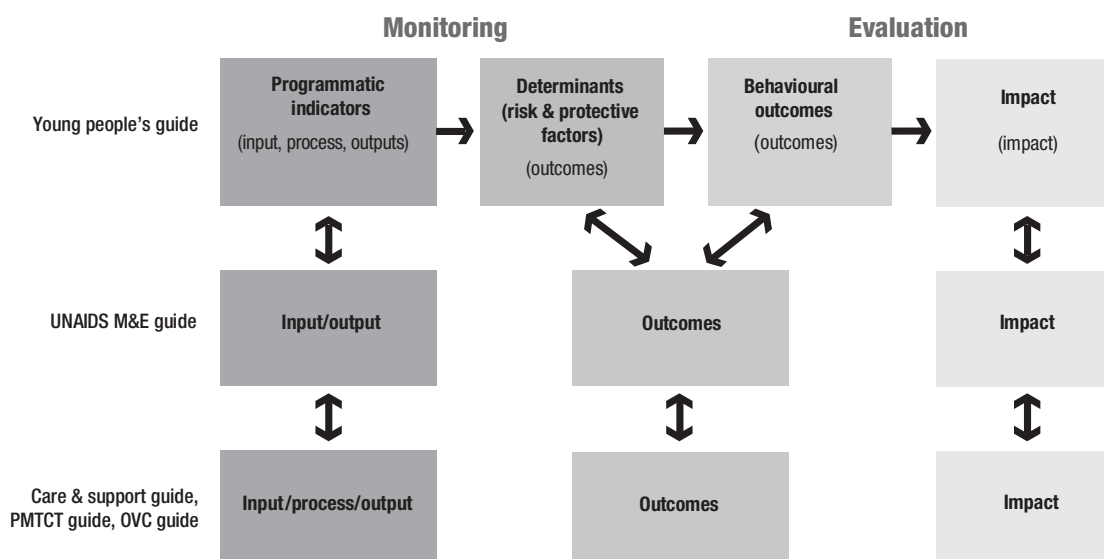 Monitoring
Evaluation
Young people’s guide
Programmatic
indicators
(input, process, outputs)
Determinants
(risk & protective
factors)
(outcomes)
Behavioural
outcomes
(outcomes)
Impact
(impact)
UNAIDS M&E guide
Input/output
Outcomes
Impact
Care & support guide,
PMTCT guide, OVC guide
Input/process/output
Outcomes
Impact